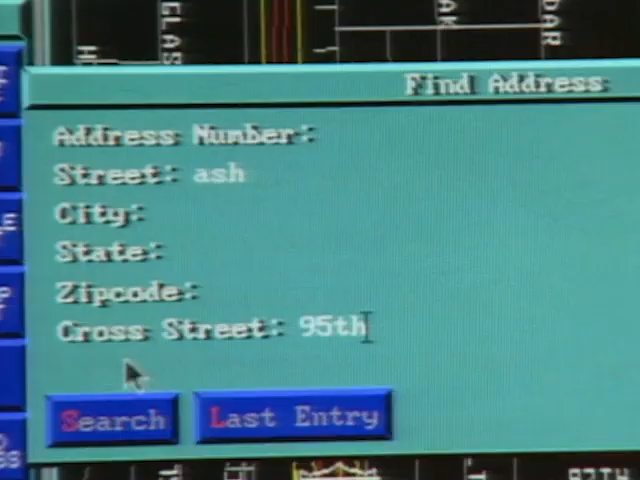 Find Address:
Address Number:
Street: ash
City:
State:
Zipcode:
Cross Street: 95th
Search
Last Entry